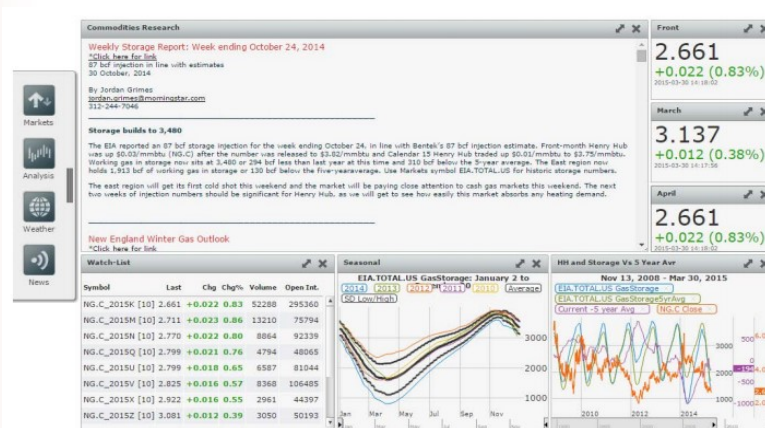 Commodities Research
Weekly Storage Report: Week ending October 24, 2014
*Click here for link
87 bcf injection in line with estimates
30 October, 2014
By Jordan Grimes
jordan.grimes@morningstar.com
312-244-7046
Storage builds to 3,480
The EIA reported an 87 bcf storage injection for the week ending October 24, in line with Bentek's 87 bcf injection estimate. Front-month Henry Hub
was up $0.03/mmbtu (NG.C) after the number was released to $3.82/mmbtu and Calendar 15 Henry Hub traded up $0.01/mmbtu to $3.75/mmbtu.
Working gas in storage now sits at 3,480 or 294 bcf less than last year at this time and 310 bcf below the 5-year average. The East region now
holds 1,913 bcf of working gas in storage or 130 bcf below the five-yearaverage. Use Markets symbol EIA.TOTAL.US for historic storage numbers.
The east region will get its first cold shot this weekend and the market will be paying close attention to cash gas markets this weekend. The next
two weeks of injection numbers should be significant for Henry Hub, as we will get to see how easily this market absorbs any heating demand.
New England Winter Gas Outlook
*Click here for link
Front
2.661
+0.022 (0.83%)
2015-03-30 14:18:02
March
3.137
+0.012 (0.38%)
2015-03-30 14:17:58
April
2.661
+0.022 (0.83%)
2015-03-30 14:18:02
Markets
Analysis
Weather
News
Watch-List
Symbol Last Chg Chg% Volume Open Int.
NG.C_2015K [10] 2.661 +0.022 0.83 52288 295360
NG.C_2015M [10] 2.711 +0.023 0.86 13210 75794
NG.C_2015N [10] 2.770 +0.022 0.80 8864 92339
NG.C_2015Q [10] 2.799 +0.021 0.76 4794 48065
NG.C_2015U [10] 2.799 +0.018 0.65 6587 81044
NG.C_2015V [10] 2.825 +0.016 0.57 8368 106485
NG.C_2015X [10] 2.922 +0.016 0.55 2961 44397
NG.C_2015Z [10] 3.081 +0.012 0.39 3050 50193
Seasonal
EIA.TOTAL.US GasStorage: January 2 to
2014 2013 2012 2011 2010 Average
SD Low/High
3000
2000
1000
Jan Mar May Jul Sep Nov
HH and Storage Vs 5 Year Avr
Nov 13, 2008 - Mar 30, 2015
EIA.TOTAL.US GasStorage
EIA.TOTAL.US GasStorage5yrAvg
Current -5 year Avg NG.C Close
3000
2000
1000
500
-500
-1000
2010 2012 2014